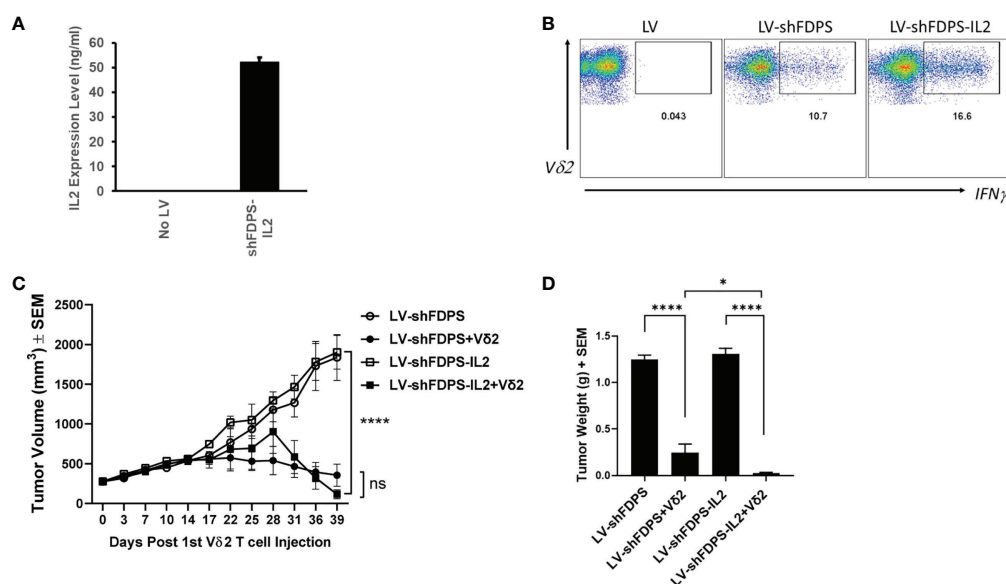 A
IL2 Expression Level (ng/ml)
60
50
40
30
20
10
0
No LV
shFDPS-
IL2
B
LV
LV-shFDPS
LV-shFDPS-IL2
0.043
10.7
16.6
Vδ2
IFNγ
C
Tumor Volume (mm³) ± SEM
2500
2000
1500
1000
500
0
0 3 7 10 14 17 22 25 28 31 36 39
Days Post 1st Vδ2 T cell Injection
LV-shFDPS
LV-shFDPS+Vδ2
LV-shFDPS-IL2
LV-shFDPS-IL2+Vδ2
****
ns
D
Tumor Weight (g) + SEM
1.5
1.0
0.5
0.0
*
**** ****
LV-shFDPS
LV-shFDPS+Vδ2
LV-shFDPS-IL2
LV-shFDPS-IL2+Vδ2